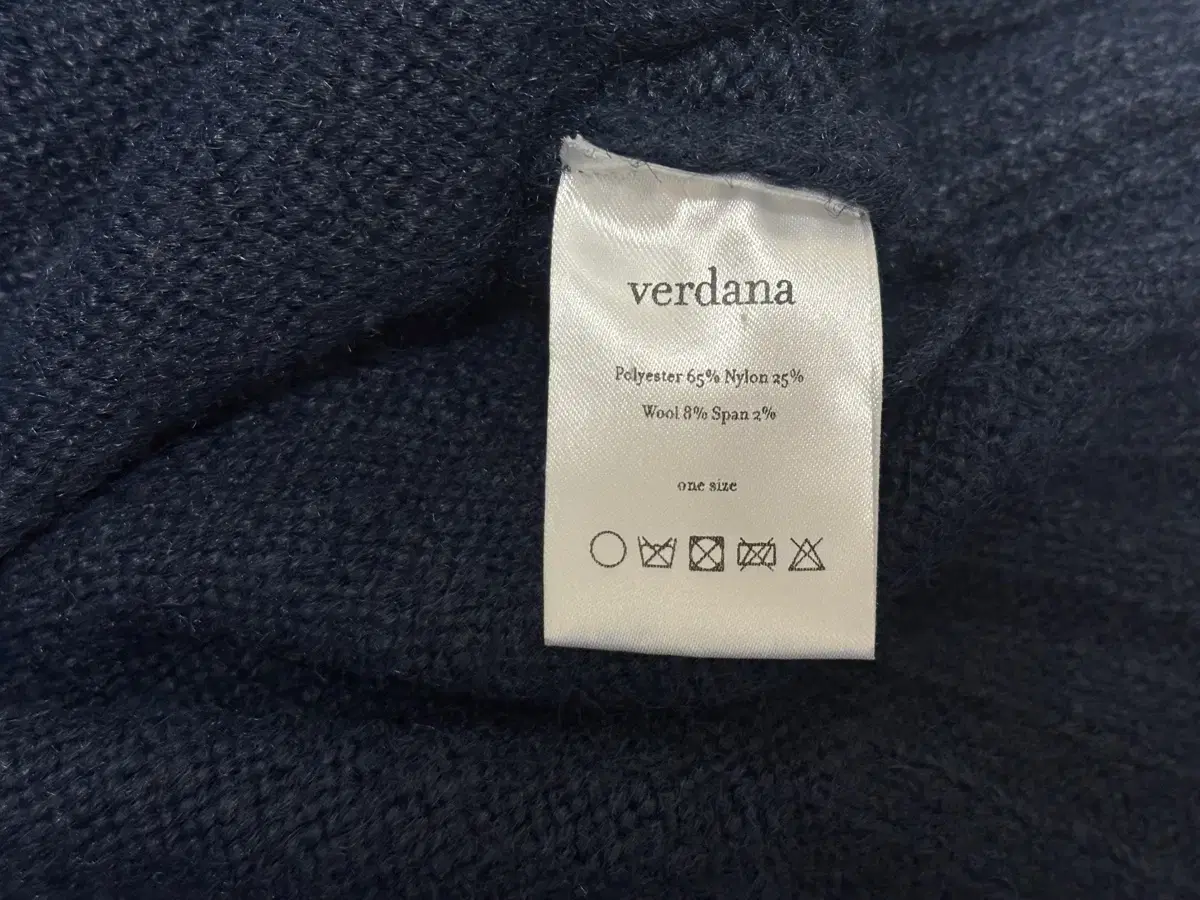 verdana
Polyester 65% Nylon 25%
Wool 8% Span 2%
one size